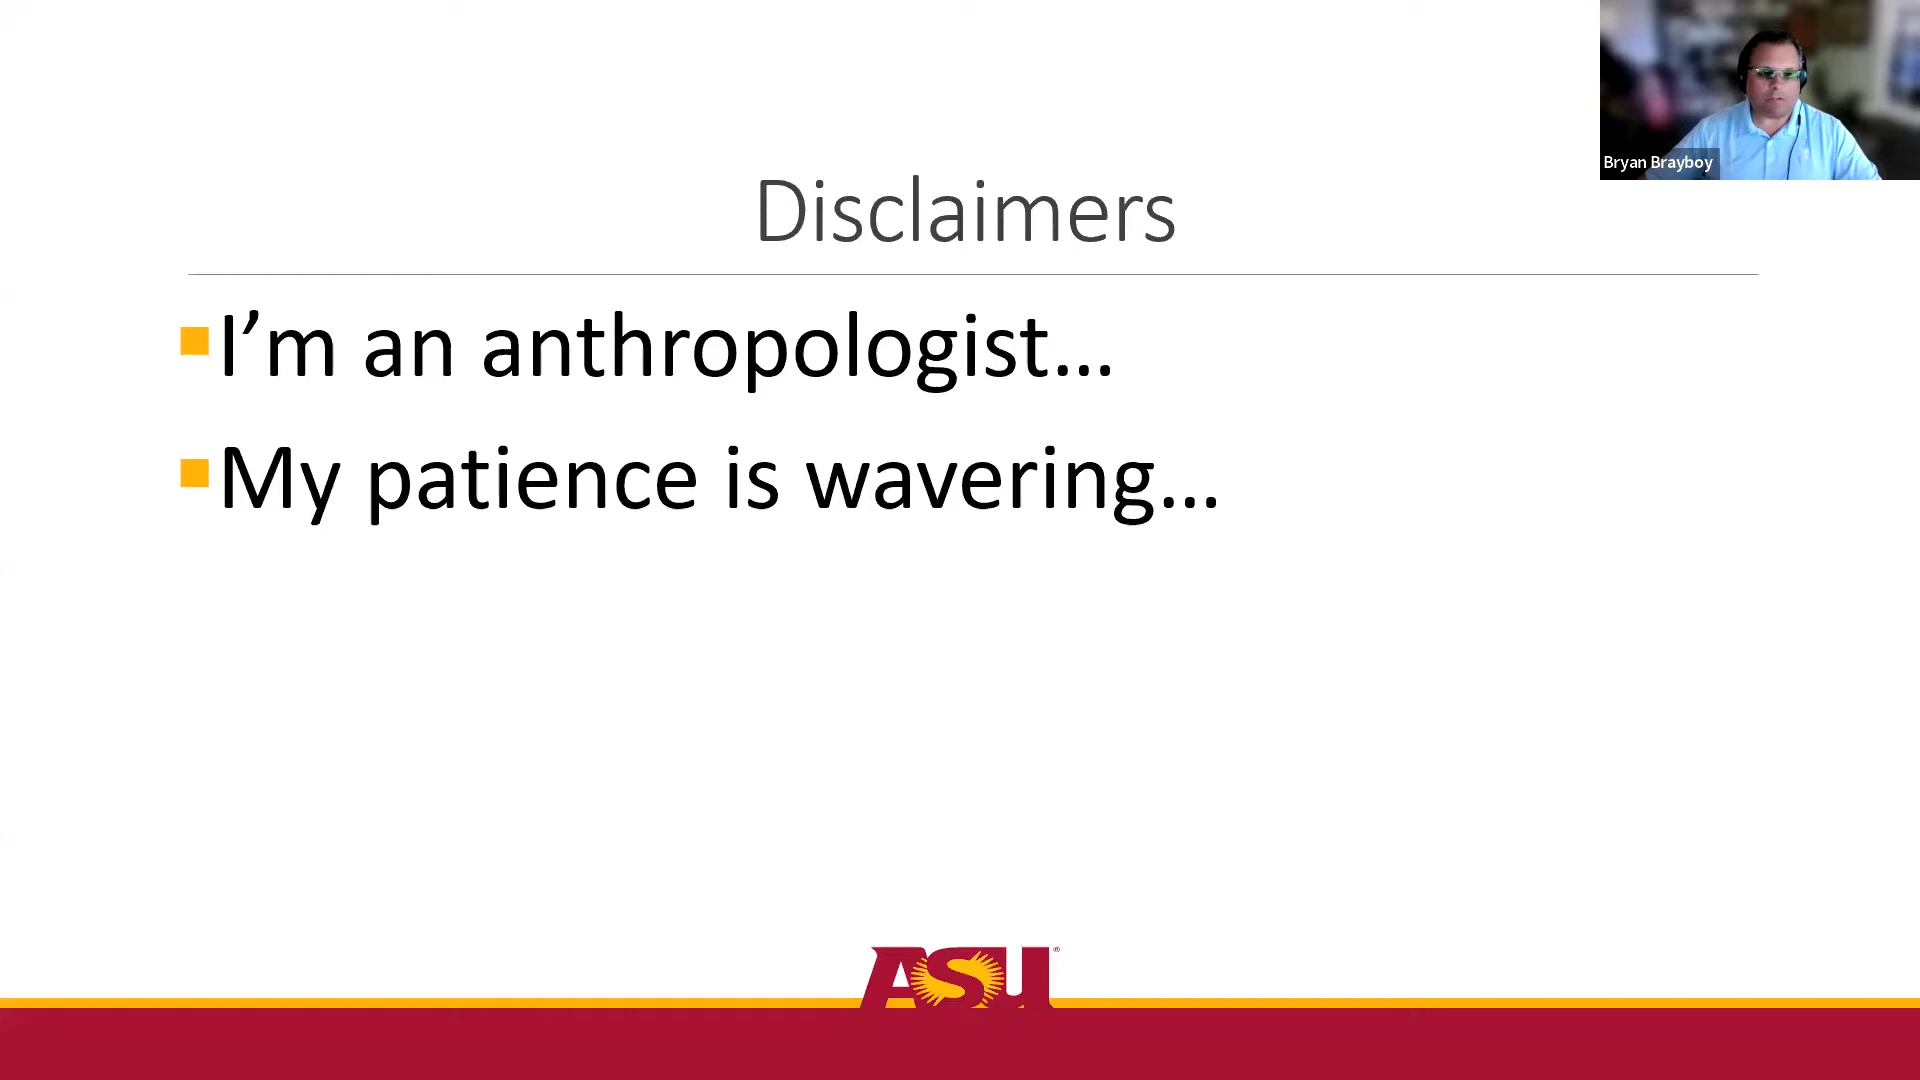 Bryan Brayboy
Disclaimers
I’m an anthropologist…
My patience is wavering…
ASU®